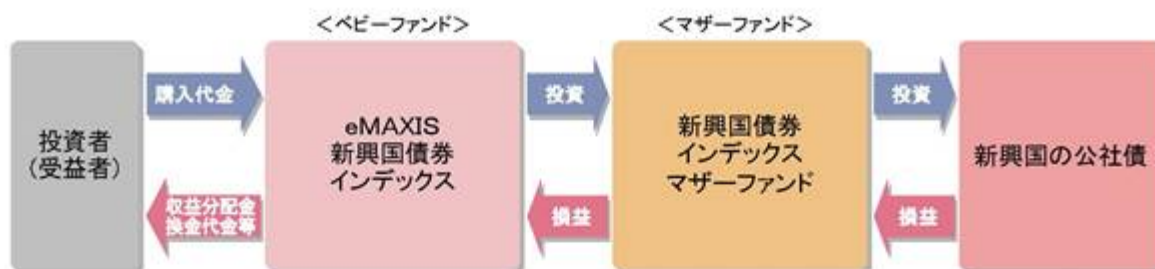 ＜ベビーファンド＞
＜マザーファンド＞
投資者
(受益者)
購入代金
収益分配金
換金代金等
eMAXIS
新興国債券
インデックス
投資
損益
新興国債券
インデックス
マザーファンド
投資
損益
新興国の公社債